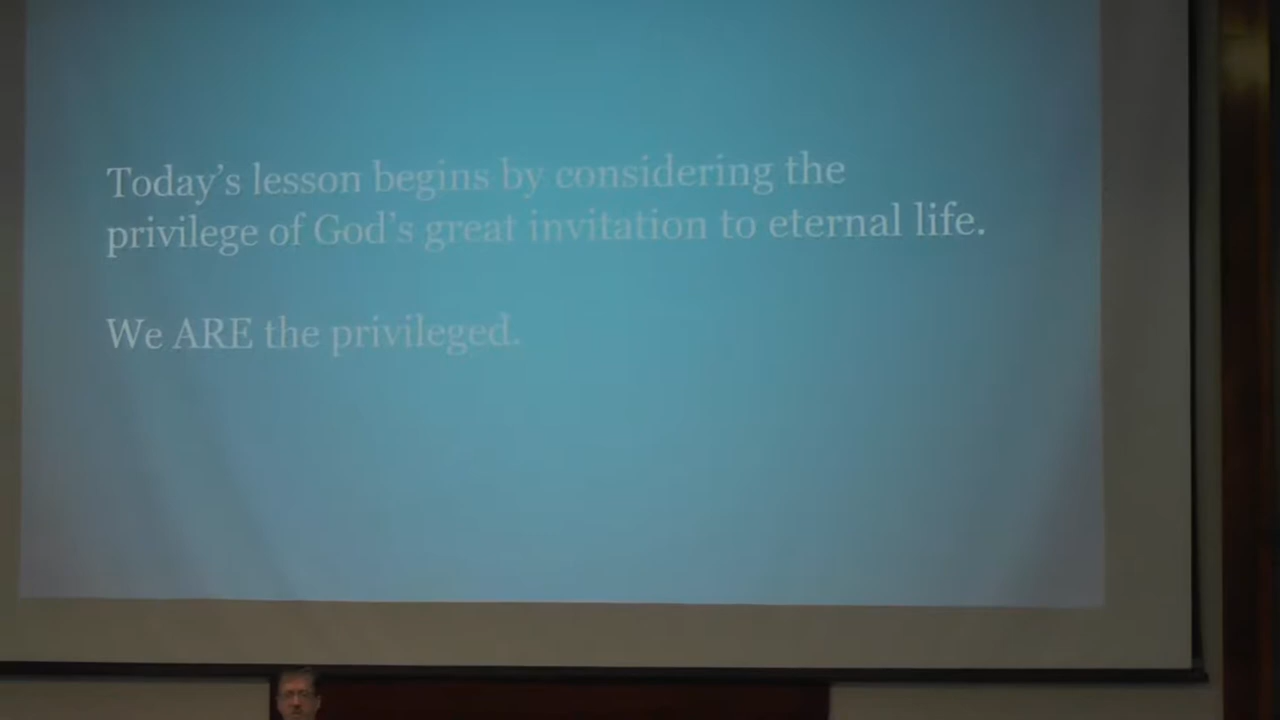 Today's lesson begins by considering the
privilege of God's great invitation to eternal life.
We ARE the privileged.